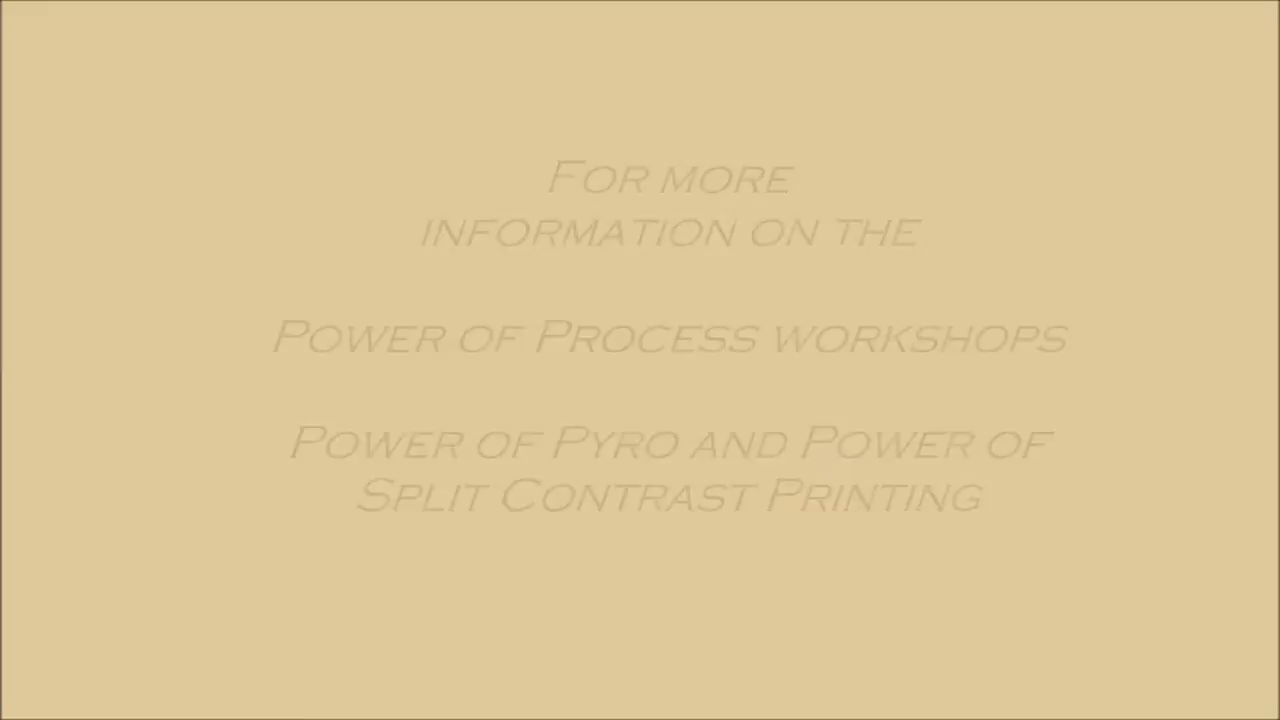 For more
information on the
Power of Process workshops
Power of Pyro and Power of
Split Contrast Printing